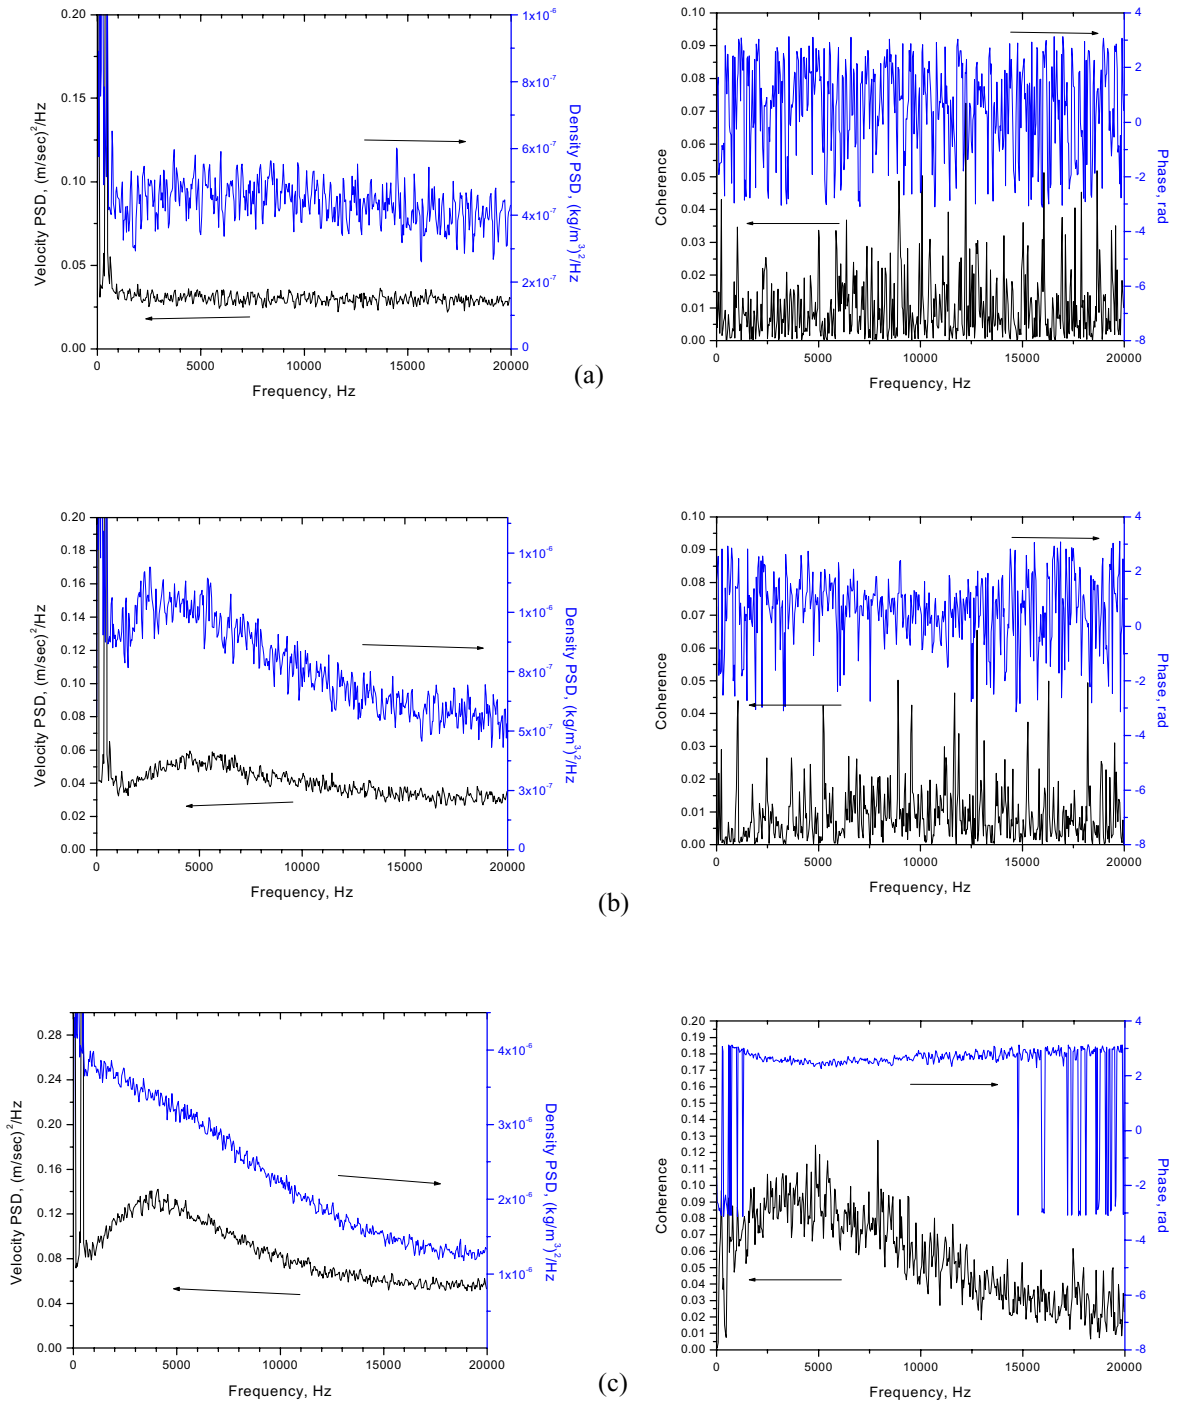 Velocity PSD, (m/sec)²/Hz
0.20
0.15
0.10
0.05
0.00
1x10⁻⁶
8x10⁻⁷
6x10⁻⁷
4x10⁻⁷
2x10⁻⁷
0
Density PSD, (kg/m³)²/Hz
0 5000 10000 15000 20000
Frequency, Hz
Coherence
0.10
0.09
0.08
0.07
0.06
0.05
0.04
0.03
0.02
0.01
0.00
4
2
0
-2
-4
-6
-8
Phase, rad
0 5000 10000 15000 20000
Frequency, Hz
(a)
Velocity PSD, (m/sec)²/Hz
0.20
0.18
0.16
0.14
0.12
0.10
0.08
0.06
0.04
0.02
0.00
1x10⁻⁶
1x10⁻⁶
8x10⁻⁷
5x10⁻⁷
3x10⁻⁷
0
Density PSD, (kg/m³)²/Hz
0 5000 10000 15000 20000
Frequency, Hz
Coherence
0.10
0.09
0.08
0.07
0.06
0.05
0.04
0.03
0.02
0.01
0.00
4
2
0
-2
-4
-6
-8
Phase, rad
0 5000 10000 15000 20000
Frequency, Hz
(b)
Velocity PSD, (m/sec)²/Hz
0.28
0.24
0.20
0.16
0.12
0.08
0.04
0.00
4x10⁻⁶
3x10⁻⁶
2x10⁻⁶
1x10⁻⁶
Density PSD, (kg/m³)²/Hz
0 5000 10000 15000 20000
Frequency, Hz
Coherence
0.20
0.19
0.18
0.17
0.16
0.15
0.14
0.13
0.12
0.11
0.10
0.09
0.08
0.07
0.06
0.05
0.04
0.03
0.02
0.01
0.00
4
2
0
-2
-4
-6
-8
Phase, rad
0 5000 10000 15000 20000
Frequency, Hz
(c)